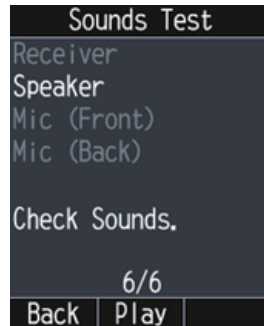 Sounds Test
Receiver
Speaker
Mic (Front)
Mic (Back)
Check Sounds.
6/6
Back Play